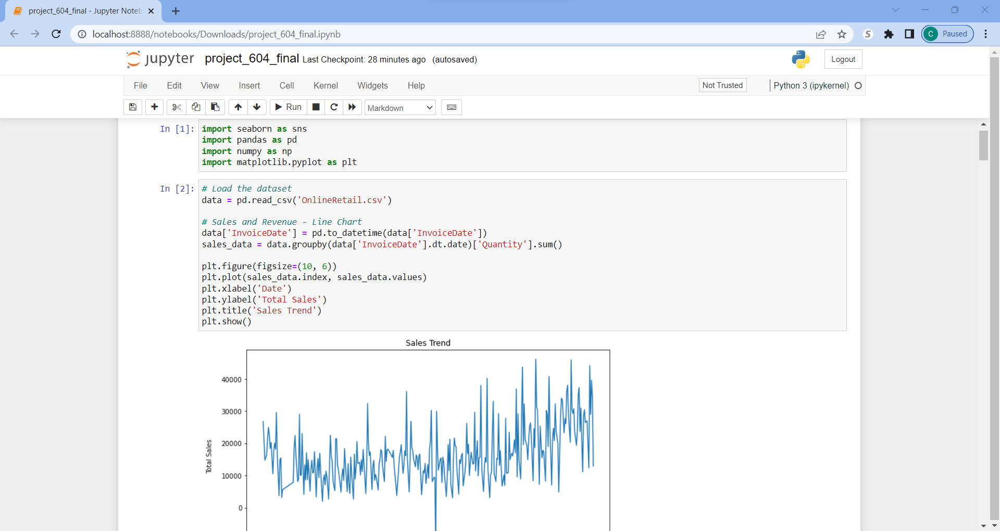 project_604_final - Jupyter Noteb
localhost:8888/notebooks/Downloads/project_604_final.ipynb
S
C Paused
jupyter project_604_final Last Checkpoint: 28 minutes ago (autosaved)
Logout
File Edit View Insert Cell Kernel Widgets Help
Not Trusted
Python 3 (ipykernel)
Run
Markdown
In [1]: import seaborn as sns
import pandas as pd
import numpy as np
import matplotlib.pyplot as plt
In [2]: # Load the dataset
data = pd.read_csv('OnlineRetail.csv')
# Sales and Revenue - Line Chart
data['InvoiceDate'] = pd.to_datetime(data['InvoiceDate'])
sales_data = data.groupby(data['InvoiceDate'].dt.date)['Quantity'].sum()
plt.figure(figsize=(10, 6))
plt.plot(sales_data.index, sales_data.values)
plt.xlabel('Date')
plt.ylabel('Total Sales')
plt.title('Sales Trend')
plt.show()
Sales Trend
40000
30000
20000
10000
0
Total Sales